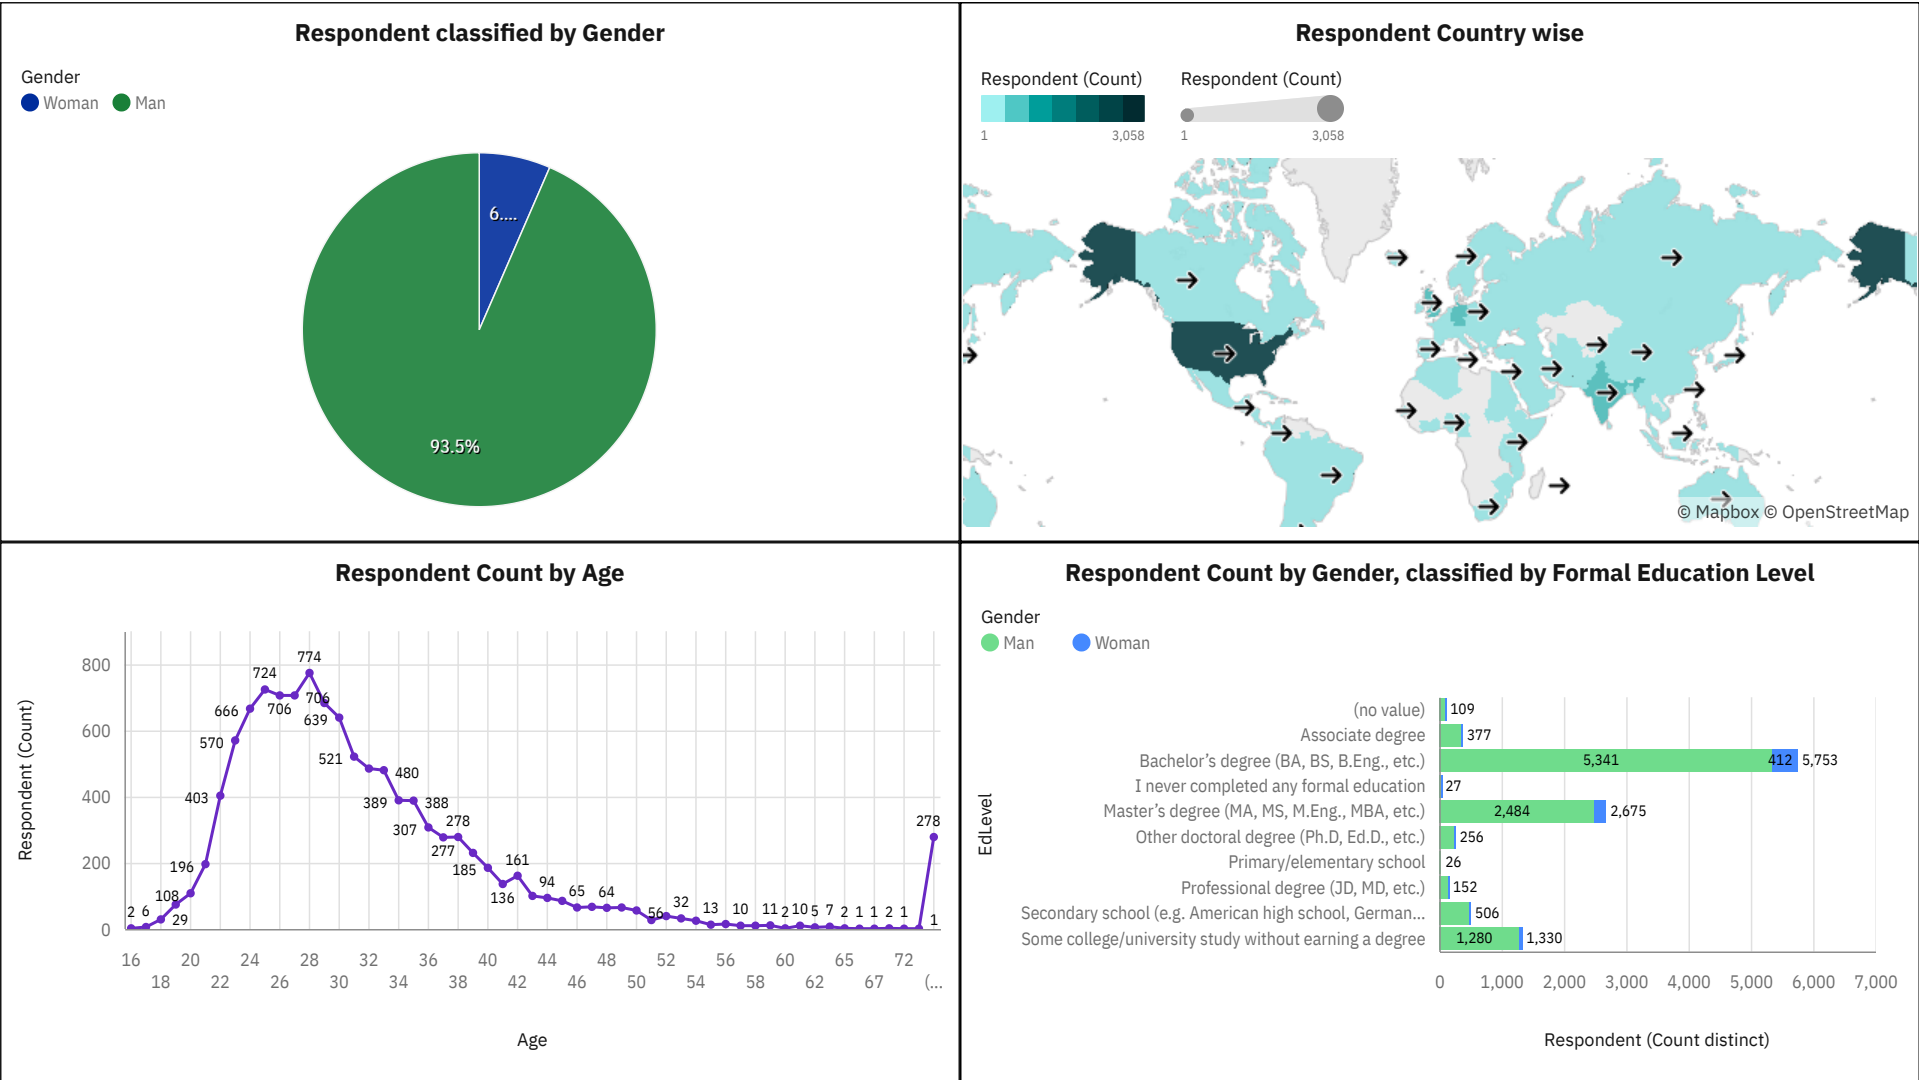 Respondent classified by Gender
Gender
Woman Man
6....
93.5%
Respondent Country wise
Respondent (Count) Respondent (Count)
1 3,058 1 3,058
© Mapbox © OpenStreetMap
Respondent Count by Age
Respondent (Count)
800
600
400
200
0
2 6 29 108 196 403 570 666 724 706 774 706 639 521 480 389 388 307 277 278 185 136 161 94 65 64 56 32 13 10 11 2 10 5 7 2 1 1 2 1 1 278
16 20 24 28 32 36 40 44 48 52 56 60 65 72
18 22 26 30 34 38 42 46 50 54 58 62 67 (...
Age
Respondent Count by Gender, classified by Formal Education Level
Gender
Man Woman
EdLevel
(no value) 109
Associate degree 377
Bachelor’s degree (BA, BS, B.Eng., etc.) 5,341 412 5,753
I never completed any formal education 27
Master’s degree (MA, MS, M.Eng., MBA, etc.) 2,484 2,675
Other doctoral degree (Ph.D, Ed.D., etc.) 256
Primary/elementary school 26
Professional degree (JD, MD, etc.) 152
Secondary school (e.g. American high school, German... 506
Some college/university study without earning a degree 1,280 1,330
0 1,000 2,000 3,000 4,000 5,000 6,000 7,000
Respondent (Count distinct)